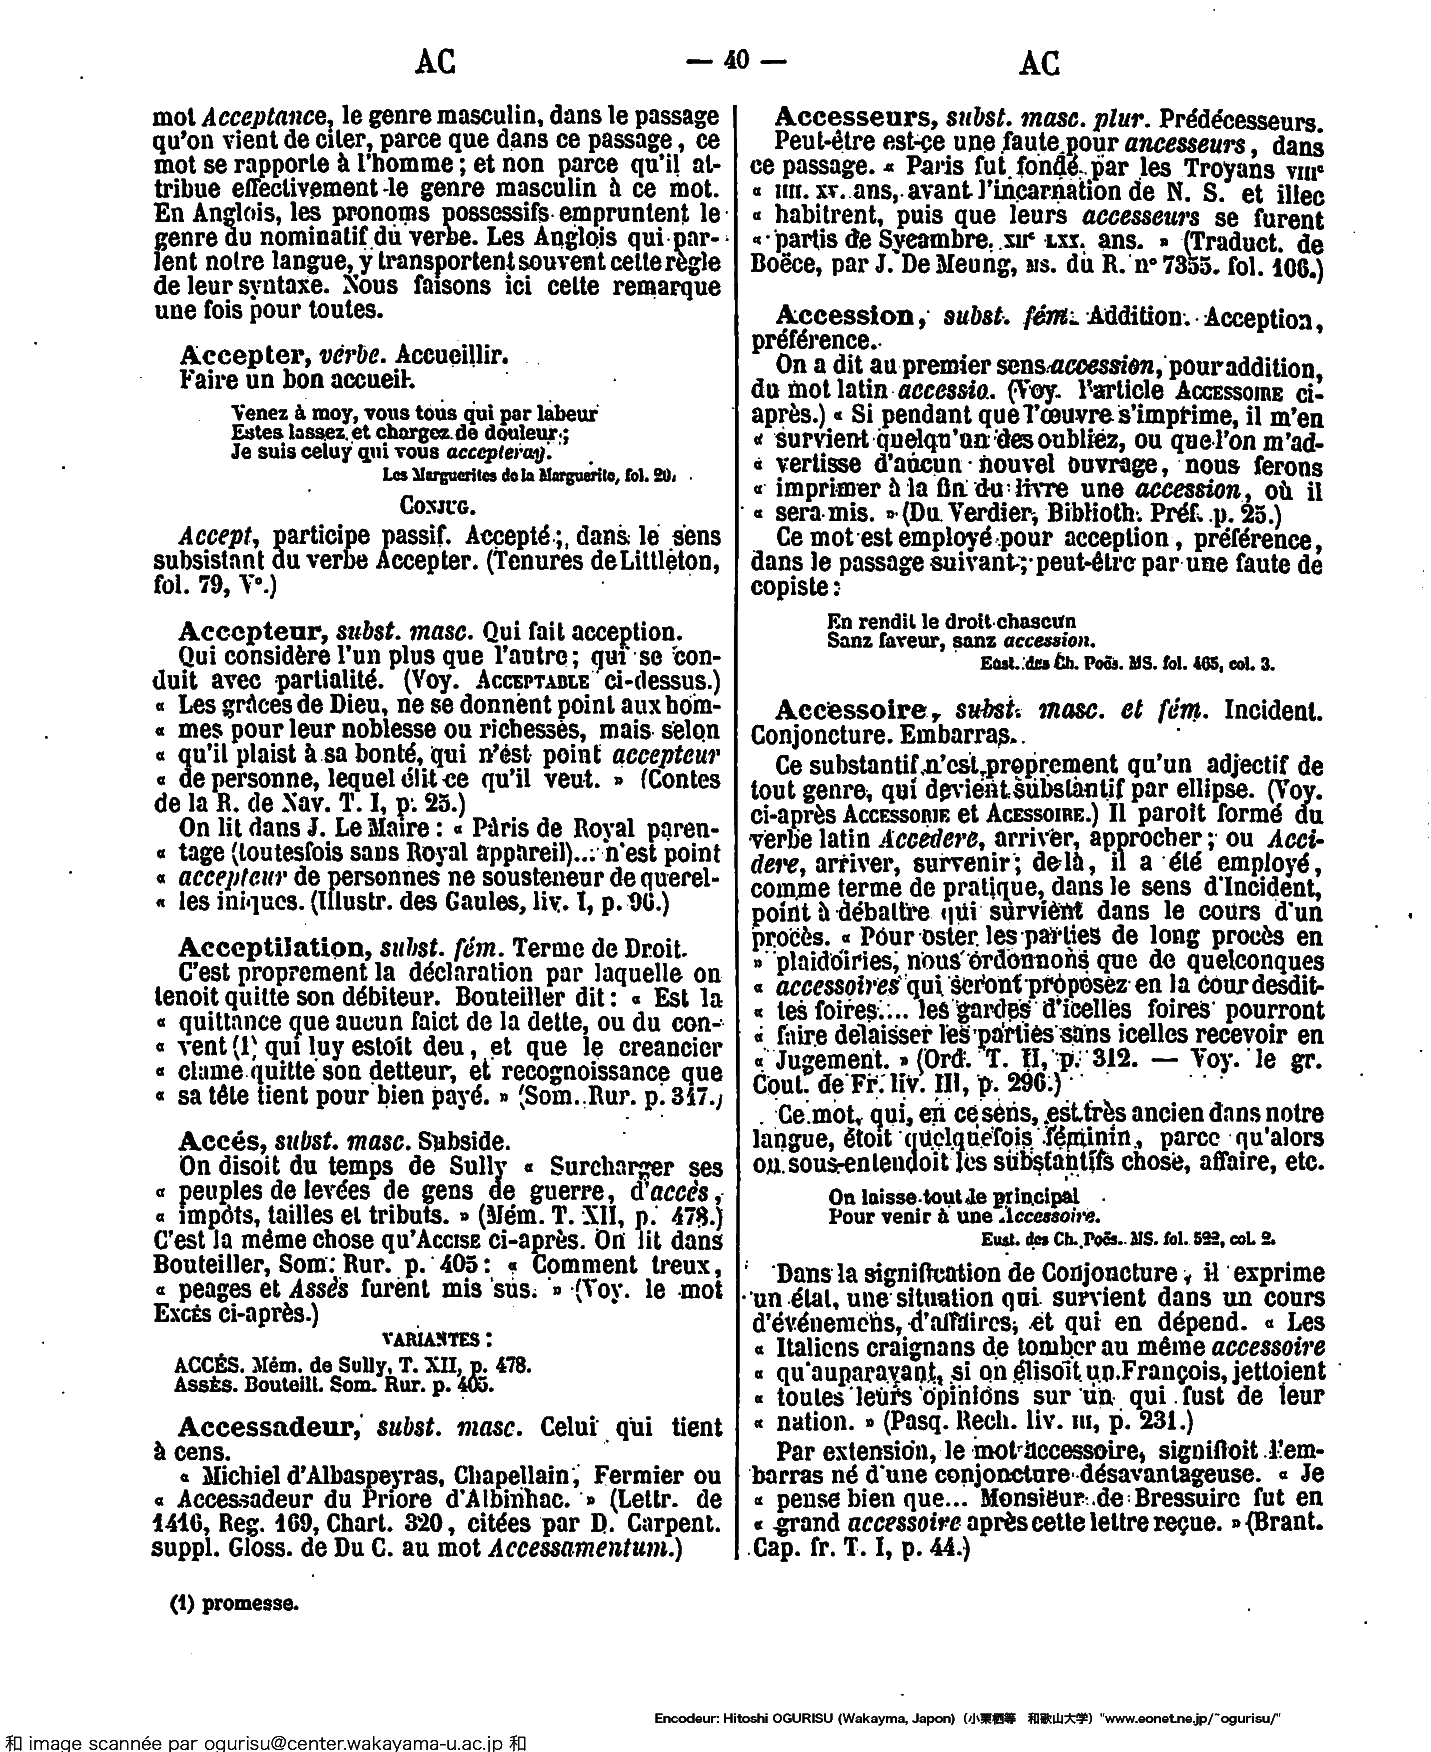 AC — 40 — AC
mot Acceptance, le genre masculin, dans le passage
qu'on vient de citer, parce que dans ce passage, ce
mot se rapporte à l'homme ; et non parce qu'il at-
tribue effectivement le genre masculin à ce mot.
En Anglois, les pronoms possessifs empruntent le
genre du nominatif du verbe. Les Anglois qui par-
lent notre langue, y transportent souvent cette règle
de leur syntaxe. Nous faisons ici cette remarque
une fois pour toutes.
Accepter, verbe. Accueillir.
Faire un bon accueil.
Venez à moy, vous tous qui par labeur
Estes lassez et chargez de douleur ;
Je suis celuy qui vous accepteray.
Les Marguerites de la Marguerite, fol. 20.
CONJUG.
Accept, participe passif. Accepté ; dans le sens
subsistant du verbe Accepter. (Tenures de Littleton,
fol. 79, V°.)
Accepteur, subst. masc. Qui fait acception.
Qui considère l'un plus que l'autre ; qui se con-
duit avec partialité. (Voy. ACCEPTABLE ci-dessus.)
« Les grâces de Dieu, ne se donnent point aux hom-
« mes pour leur noblesse ou richesses, mais selon
« qu'il plaist à sa bonté, qui n'est point accepteur
« de personne, lequel élit ce qu'il veut. » (Contes
de la R. de Nav. T. I, p. 25.)
On lit dans J. Le Maire : « Pâris de Royal paren-
« tage (toutesfois sans Royal appareil)... n'est point
« accepteur de personnes ne sousteneur de querel-
« les iniques. (Illustr. des Gaules, liv. I, p. 96.)
Acceptilation, subst. fém. Terme de Droit.
C'est proprement la déclaration par laquelle on
tenoit quitte son débiteur. Bouteiller dit : « Est la
« quittance que aucun faict de la dette, ou du con-
« vent (1) qui luy estoit deu, et que le creancier
« clame quitte son detteur, et recognoissance que
« sa tête tient pour bien payé. » (Som. Rur. p. 347.)
Accés, subst. masc. Subside.
On disoit du temps de Sully « Surcharger ses
« peuples de levées de gens de guerre, d'accès,
« impôts, tailles et tributs. » (Mém. T. XII, p. 478.)
C'est la même chose qu'ACCISE ci-après. On lit dans
Bouteiller, Som. Rur. p. 405 : « Comment treux,
« peages et Assés furent mis sus. » (Voy. le mot
EXCÈS ci-après.)
VARIANTES :
ACCÉS. Mém. de Sully, T. XII, p. 478.
ASSÈS. Bouteill. Som. Rur. p. 405.
Accessadeur, subst. masc. Celui qui tient
à cens.
« Michiel d'Albaspeyras, Chapellain, Fermier ou
« Accessadeur du Priore d'Albinhac. » (Lettr. de
1416, Reg. 169, Chart. 320, citées par D. Carpent.
suppl. Gloss. de Du C. au mot Accessamentum.)
(1) promesse.
Accesseurs, subst. masc. plur. Prédécesseurs.
Peut-être est-ce une faute pour ancesseurs, dans
ce passage. « Paris fut fondé par les Troyans VIIIe
« IIII. XV. ans, avant l'incarnation de N. S. et illec
« habitrent, puis que leurs accesseurs se furent
« partis de Sycambre. XIIe LXX. ans. » (Traduct. de
Boëce, par J. De Meung, MS. du R. n° 7355. fol. 106.)
Accession, subst. fém. Addition. Acception,
préférence.
On a dit au premier sens accession, pour addition,
du mot latin accessio. (Voy. l'article ACCESSOIRE ci-
après.) « Si pendant que l'œuvre s'imprime, il m'en
« survient quelqu'un des oubliez, ou que l'on m'ad-
« vertisse d'aucun nouvel ouvrage, nous ferons
« imprimer à la fin du livre une accession, où il
« sera mis. » (Du Verdier, Biblioth. Préf. p. 25.)
Ce mot est employé pour acception, préférence,
dans le passage suivant ; peut-être par une faute de
copiste :
En rendit le droit chascun
Sanz faveur, sanz accession.
Eust. des Ch. Poës. MS. fol. 465, col. 3.
Accessoire, subst. masc. et fém. Incident.
Conjoncture. Embarras.
Ce substantif n'est proprement qu'un adjectif de
tout genre, qui devient substantif par ellipse. (Voy.
ci-après ACCESSORIE et ACESSOIRE.) Il paroît formé du
verbe latin Accedere, arriver, approcher ; ou Acci-
dere, arriver, survenir ; de là, il a été employé,
comme terme de pratique, dans le sens d'Incident,
point à débattre qui survient dans le cours d'un
procès. « Pour oster les parties de long procès en
» plaidoiries, nous ordonnons que de quelconques
« accessoires qui seront proposez en la cour desdit-
« tes foires.... les gardes d'icelles foires pourront
« faire delaisser les parties sans icelles recevoir en
« Jugement. » (Ord. T. II, p. 312. — Voy. le gr.
Cout. de Fr. liv. III, p. 296.)
Ce mot, qui, en ce sens, est très ancien dans notre
langue, étoit quelquefois féminin, parce qu'alors
on sous-entendoit les substantifs chose, affaire, etc.
On laisse tout le principal
Pour venir à une Accessoire.
Eust. des Ch. Poës. MS. fol. 522, col. 2.
Dans la signification de Conjoncture, il exprime
un état, une situation qui survient dans un cours
d'événemens, d'affaires, et qui en dépend. « Les
« Italiens craignans de tomber au même accessoire
« qu'auparavant, si on élisoit un François, jettoient
« toutes leurs opinions sur un qui fust de leur
« nation. » (Pasq. Rech. liv. III, p. 231.)
Par extension, le mot accessoire, signifioit l'em-
barras né d'une conjoncture désavantageuse. « Je
« pense bien que... Monsieur de Bressuire fut en
« grand accessoire après cette lettre reçue. » (Brant.
Cap. fr. T. I, p. 44.)
Encodeur: Hitoshi OGURISU (Wakayma, Japon) (小栗栖等 和歌山大学) "www.eonet.ne.jp/~ogurisu/"
和 image scannée par ogurisu@center.wakayama-u.ac.jp 和